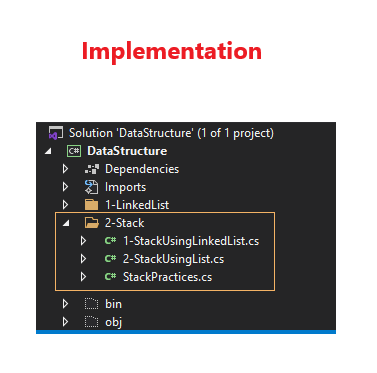 Implementation
Solution 'DataStructure' (1 of 1 project)
C# DataStructure
Dependencies
Imports
1-LinkedList
2-Stack
C# 1-StackUsingLinkedList.cs
C# 2-StackUsingList.cs
C# StackPractices.cs
bin
obj